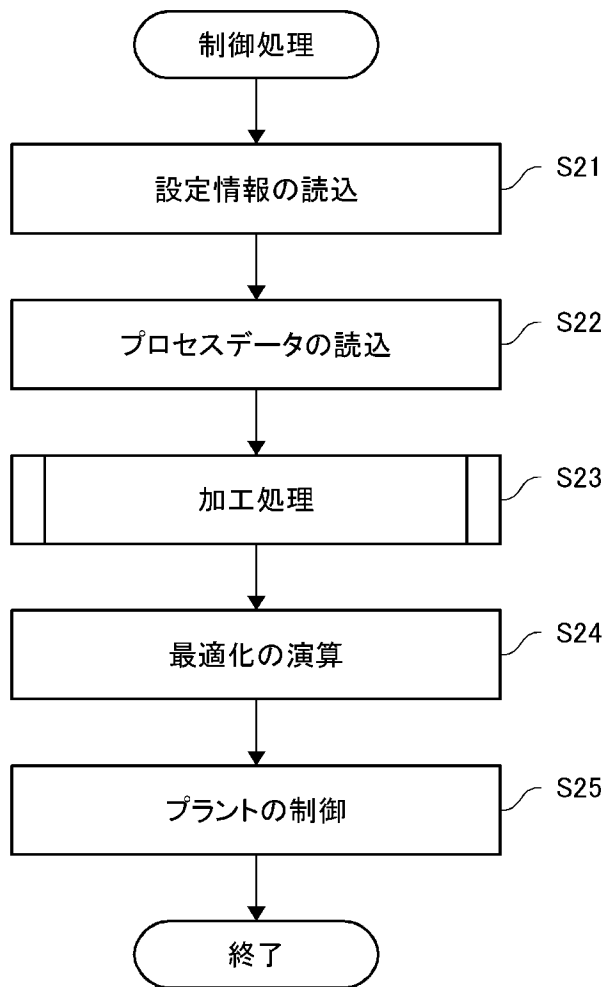 制御処理
設定情報の読込
S21
プロセスデータの読込
S22
加工処理
S23
最適化の演算
S24
プラントの制御
S25
終了